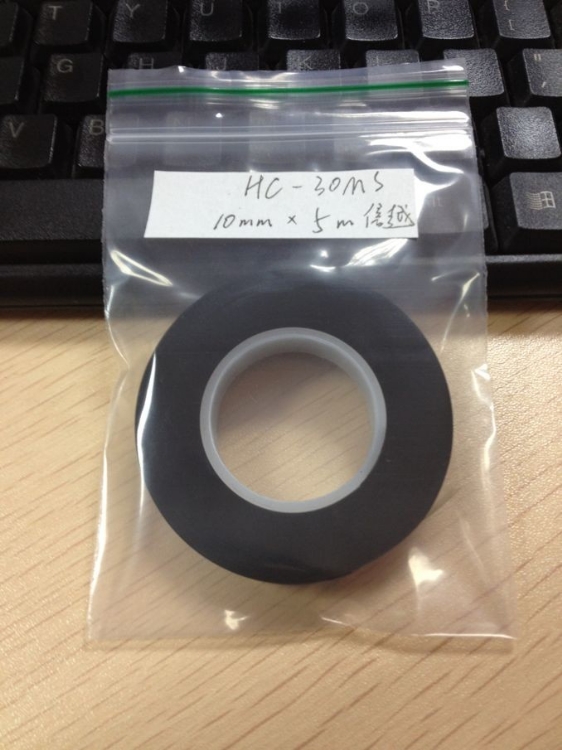 T Y U I O P {
[
G H J K L : "
'
V B
HC-30MS
10mm × 5m 信越